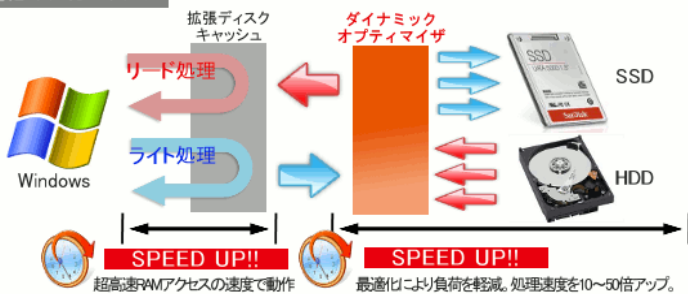 拡張ディスク
キャッシュ
ダイナミック
オプティマイザ
リード処理
ライト処理
Windows
SSD
SSD
SanDisk
HDD
SPEED UP!!
超高速RAMアクセスの速度で動作
SPEED UP!!
最適化により負荷を軽減。処理速度を10～50倍アップ。